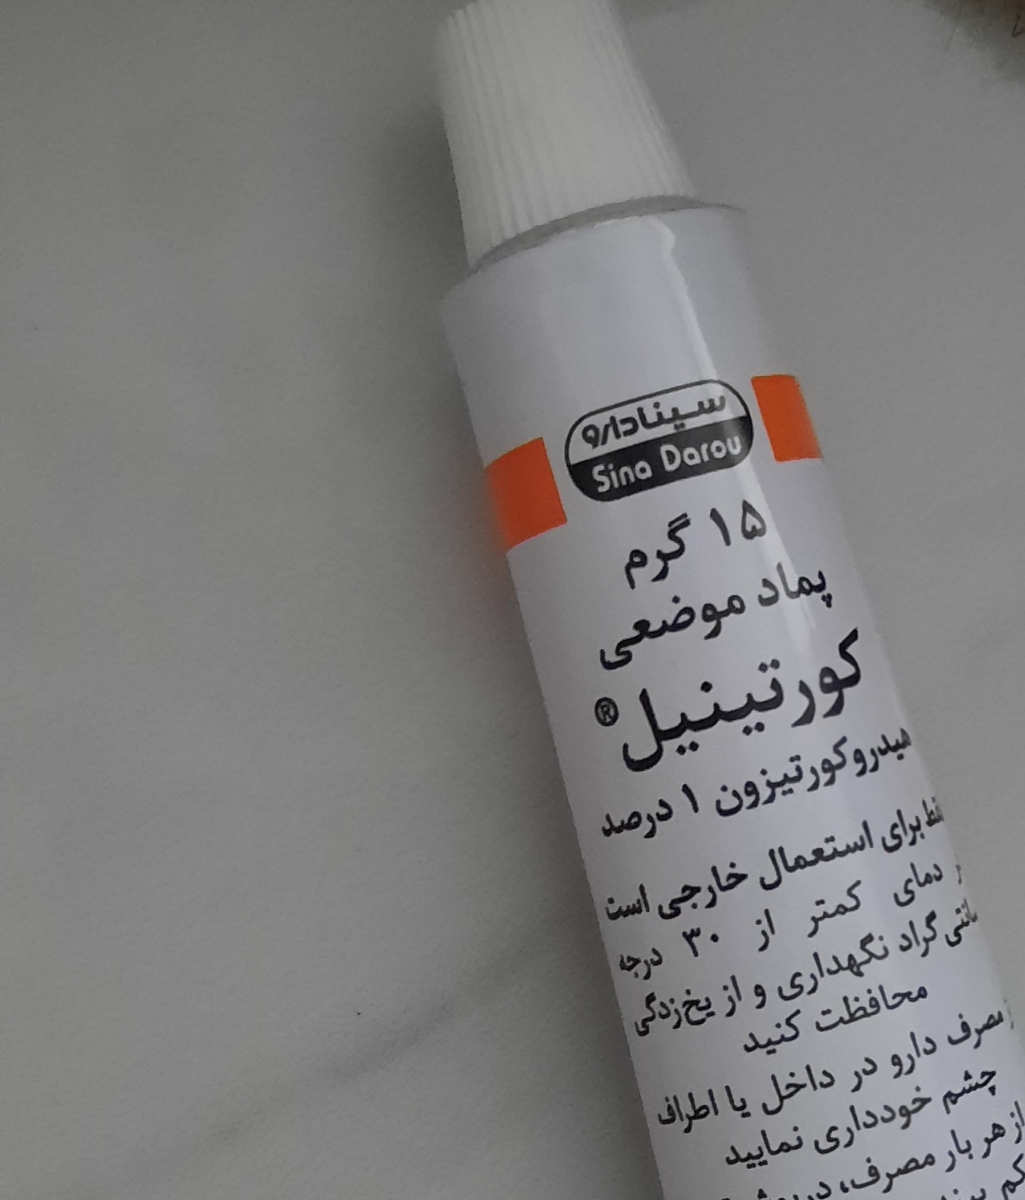 سینادارو
Sina Darou
۱۵ گرم
پماد موضعی
کورتینیل®
هیدروکورتیزون ۱ درصد
فقط برای استعمال خارجی است
دمای کمتر از ۳۰ درجه
سانتی گراد نگهداری و از یخ‌زدگی
محافظت کنید
مصرف دارو در داخل یا اطراف
چشم خودداری نمایید
از هر بار مصرف،